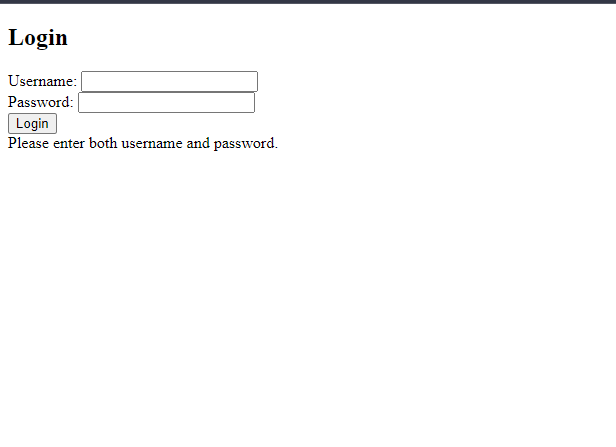 Login
Username:
Password:
Login
Please enter both username and password.